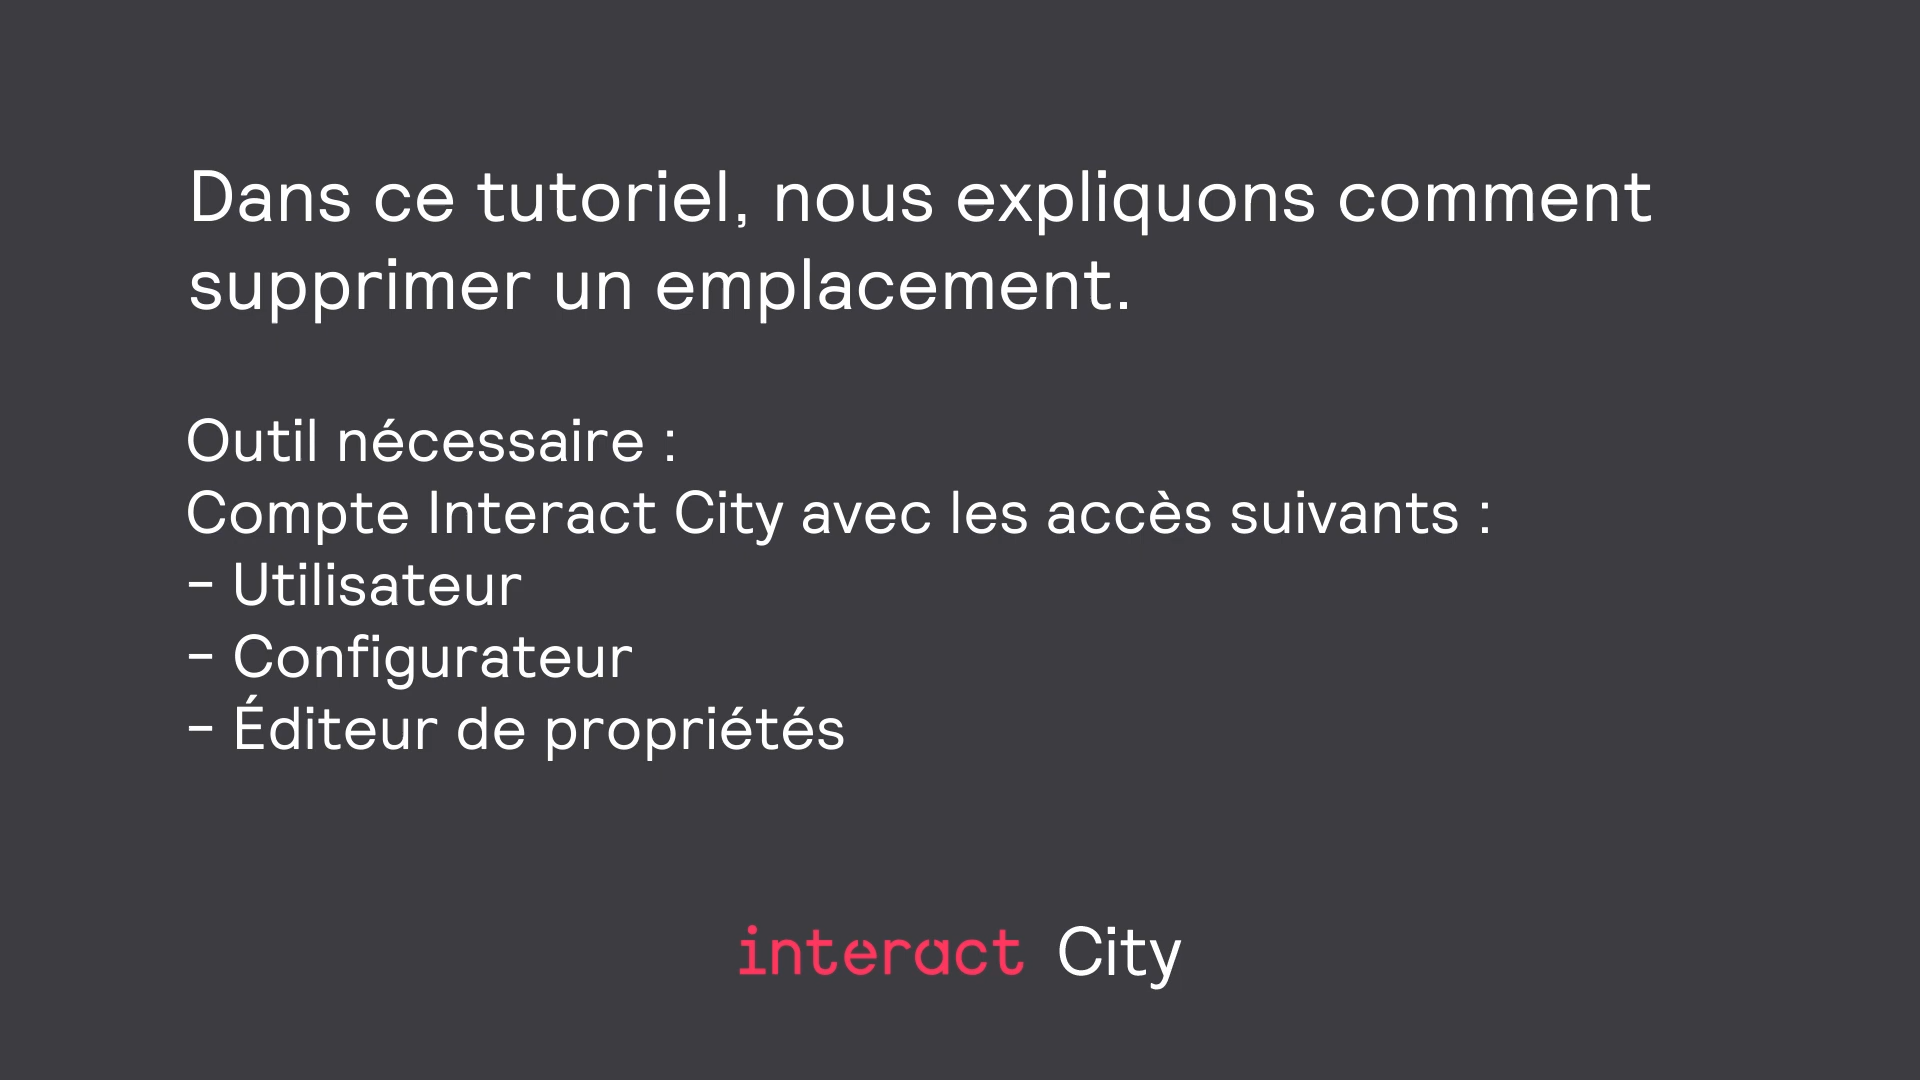 Dans ce tutoriel, nous expliquons comment
supprimer un emplacement.
Outil nécessaire :
Compte Interact City avec les accès suivants :
- Utilisateur
- Configurateur
- Éditeur de propriétés
interact City